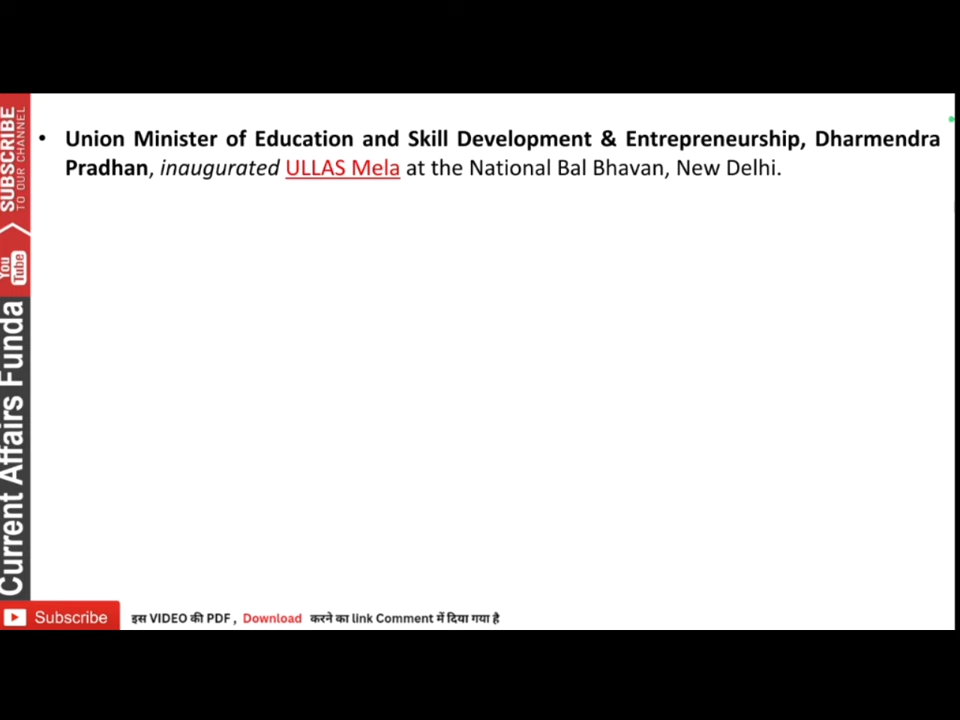 • Union Minister of Education and Skill Development & Entrepreneurship, Dharmendra
Pradhan, inaugurated ULLAS Mela at the National Bal Bhavan, New Delhi.
SUBSCRIBE
TO OUR CHANNEL
You
Tube
Current Affairs Funda
Subscribe
इस VIDEO की PDF , Download करने का link Comment में दिया गया है